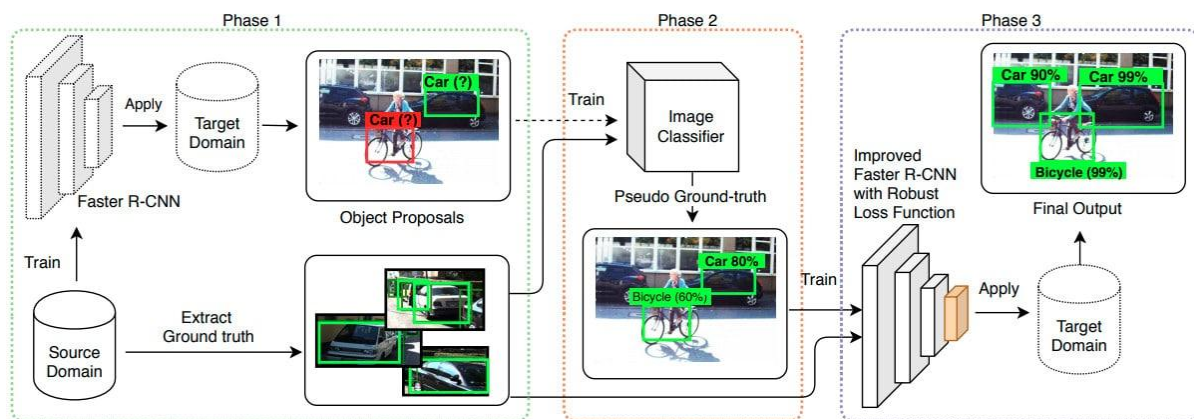 Phase 1
Phase 2
Phase 3
Apply
Target
Domain
Car (?)
Car (?)
Faster R-CNN
Object Proposals
Train
Source
Domain
Extract
Ground truth
Train
Image
Classifier
Pseudo Ground-truth
Car 80%
Bicycle (60%)
Train
Improved
Faster R-CNN
with Robust
Loss Function
Car 90%
Car 99%
Bicycle (99%)
Final Output
Apply
Target
Domain